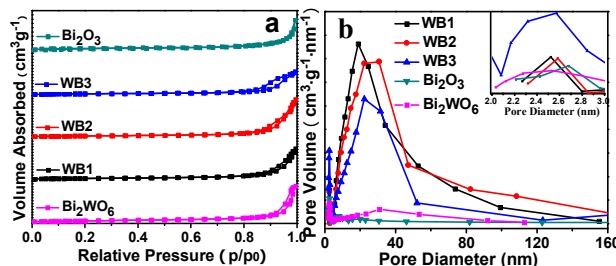 a
Volume Absorbed (cm³g⁻¹)
Bi₂O₃
WB3
WB2
WB1
Bi₂WO₆
0.0 0.2 0.4 0.6 0.8 1.0
Relative Pressure ( p/p₀)
b
Pore Volume (cm³·g⁻¹·nm⁻¹)
WB1
WB2
WB3
Bi₂O₃
Bi₂WO₆
2.0 2.2 2.4 2.6 2.8 3.0
Pore Diameter (nm)
0 40 80 120 160
Pore Diameter (nm)